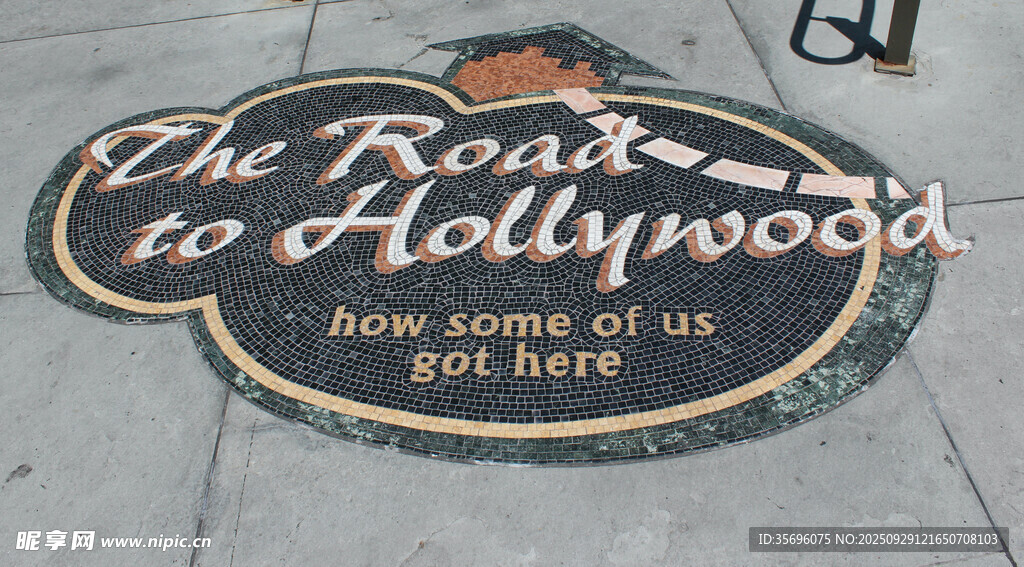 The Road
to Hollywood
how some of us
got here
昵享网 www.nipic.cn
ID:35696075 NO:20250929121650708103